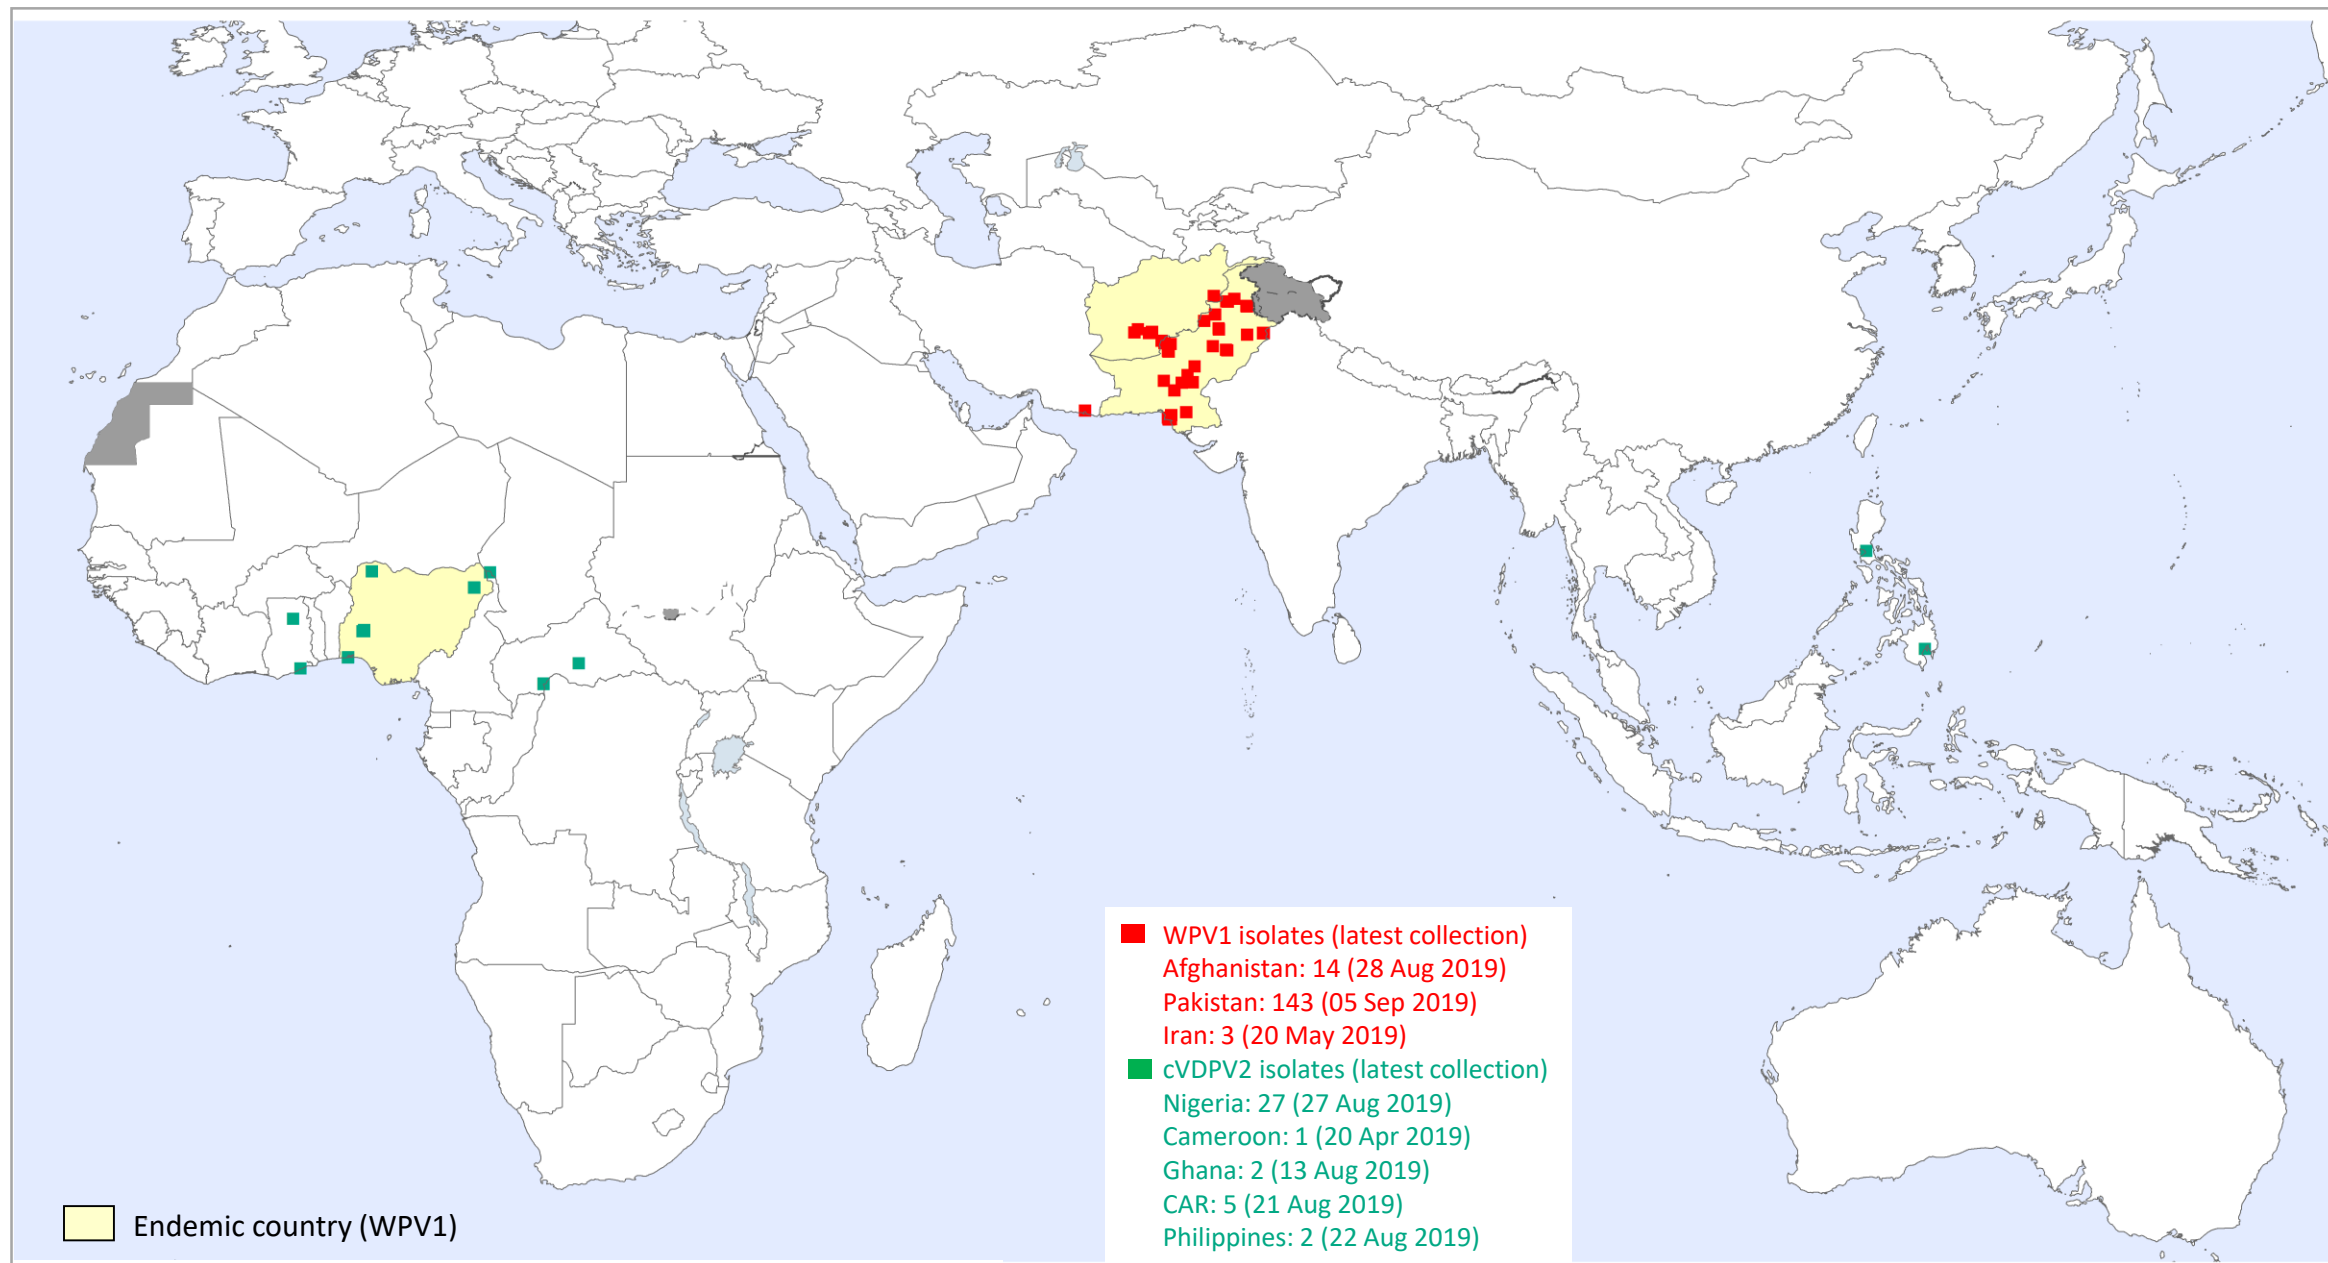 WPV1 isolates (latest collection)
Afghanistan: 14 (28 Aug 2019)
Pakistan: 143 (05 Sep 2019)
Iran: 3 (20 May 2019)
cVDPV2 isolates (latest collection)
Nigeria: 27 (27 Aug 2019)
Cameroon: 1 (20 Apr 2019)
Ghana: 2 (13 Aug 2019)
CAR: 5 (21 Aug 2019)
Philippines: 2 (22 Aug 2019)
Endemic country (WPV1)